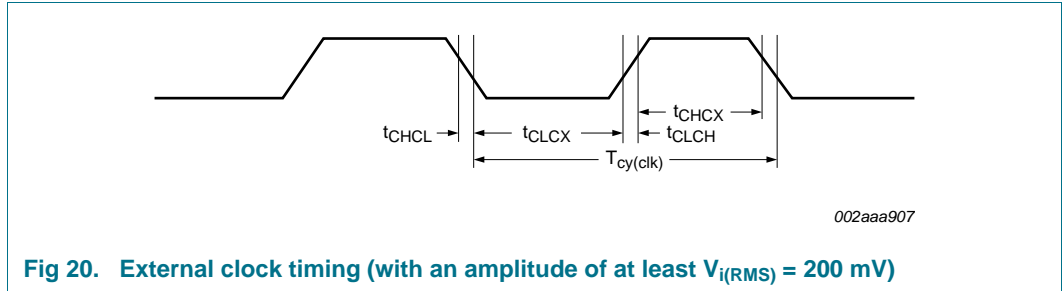 tCHCX
tCHCL tCLCX tCLCH
Tcy(clk)
002aaa907
Fig 20. External clock timing (with an amplitude of at least Vi(RMS) = 200 mV)